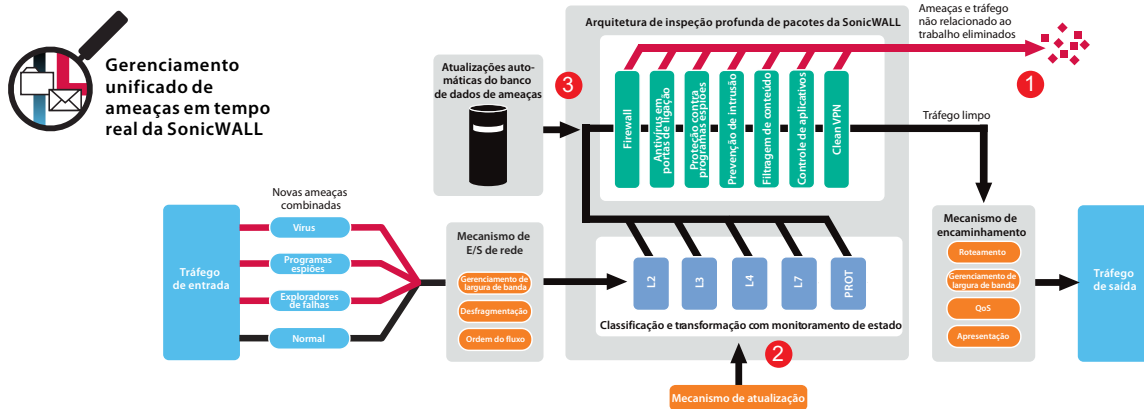 Gerenciamento
unificado de
ameaças em tempo
real da SonicWALL
Atualizações auto-
máticas do banco
de dados de ameaças
3
Arquitetura de inspeção profunda de pacotes da SonicWALL
Firewall
Antivírus em
portas de ligação
Proteção contra
programas espiões
Prevenção de intrusão
Filtragem de conteúdo
Controle de aplicativos
Clean VPN
Ameaças e tráfego
não relacionado ao
trabalho eliminados
1
Tráfego limpo
Tráfego
de entrada
Novas ameaças
combinadas
Vírus
Programas
espiões
Exploradores
de falhas
Normal
Mecanismo de
E/S de rede
Gerenciamento de
largura de banda
Desfragmentação
Ordem do fluxo
L2
L3
L4
L7
PROT
Classificação e transformação com monitoramento de estado
2
Mecanismo de atualização
Mecanismo de
encaminhamento
Roteamento
Gerenciamento de
largura de banda
QoS
Apresentação
Tráfego
de saída